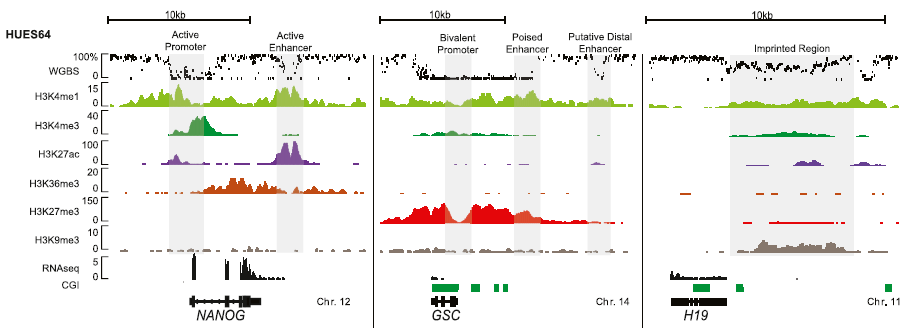 10kb
10kb
10kb
HUES64
Active
Promoter
Active
Enhancer
Bivalent
Promoter
Poised
Enhancer
Putative Distal
Enhancer
Imprinted Region
100%
WGBS
0
15
H3K4me1
0
40
H3K4me3
0
100
H3K27ac
0
20
H3K36me3
0
150
H3K27me3
0
10
H3K9me3
0
5
RNAseq
0
CGI
NANOG
Chr. 12
GSC
Chr. 14
H19
Chr. 11